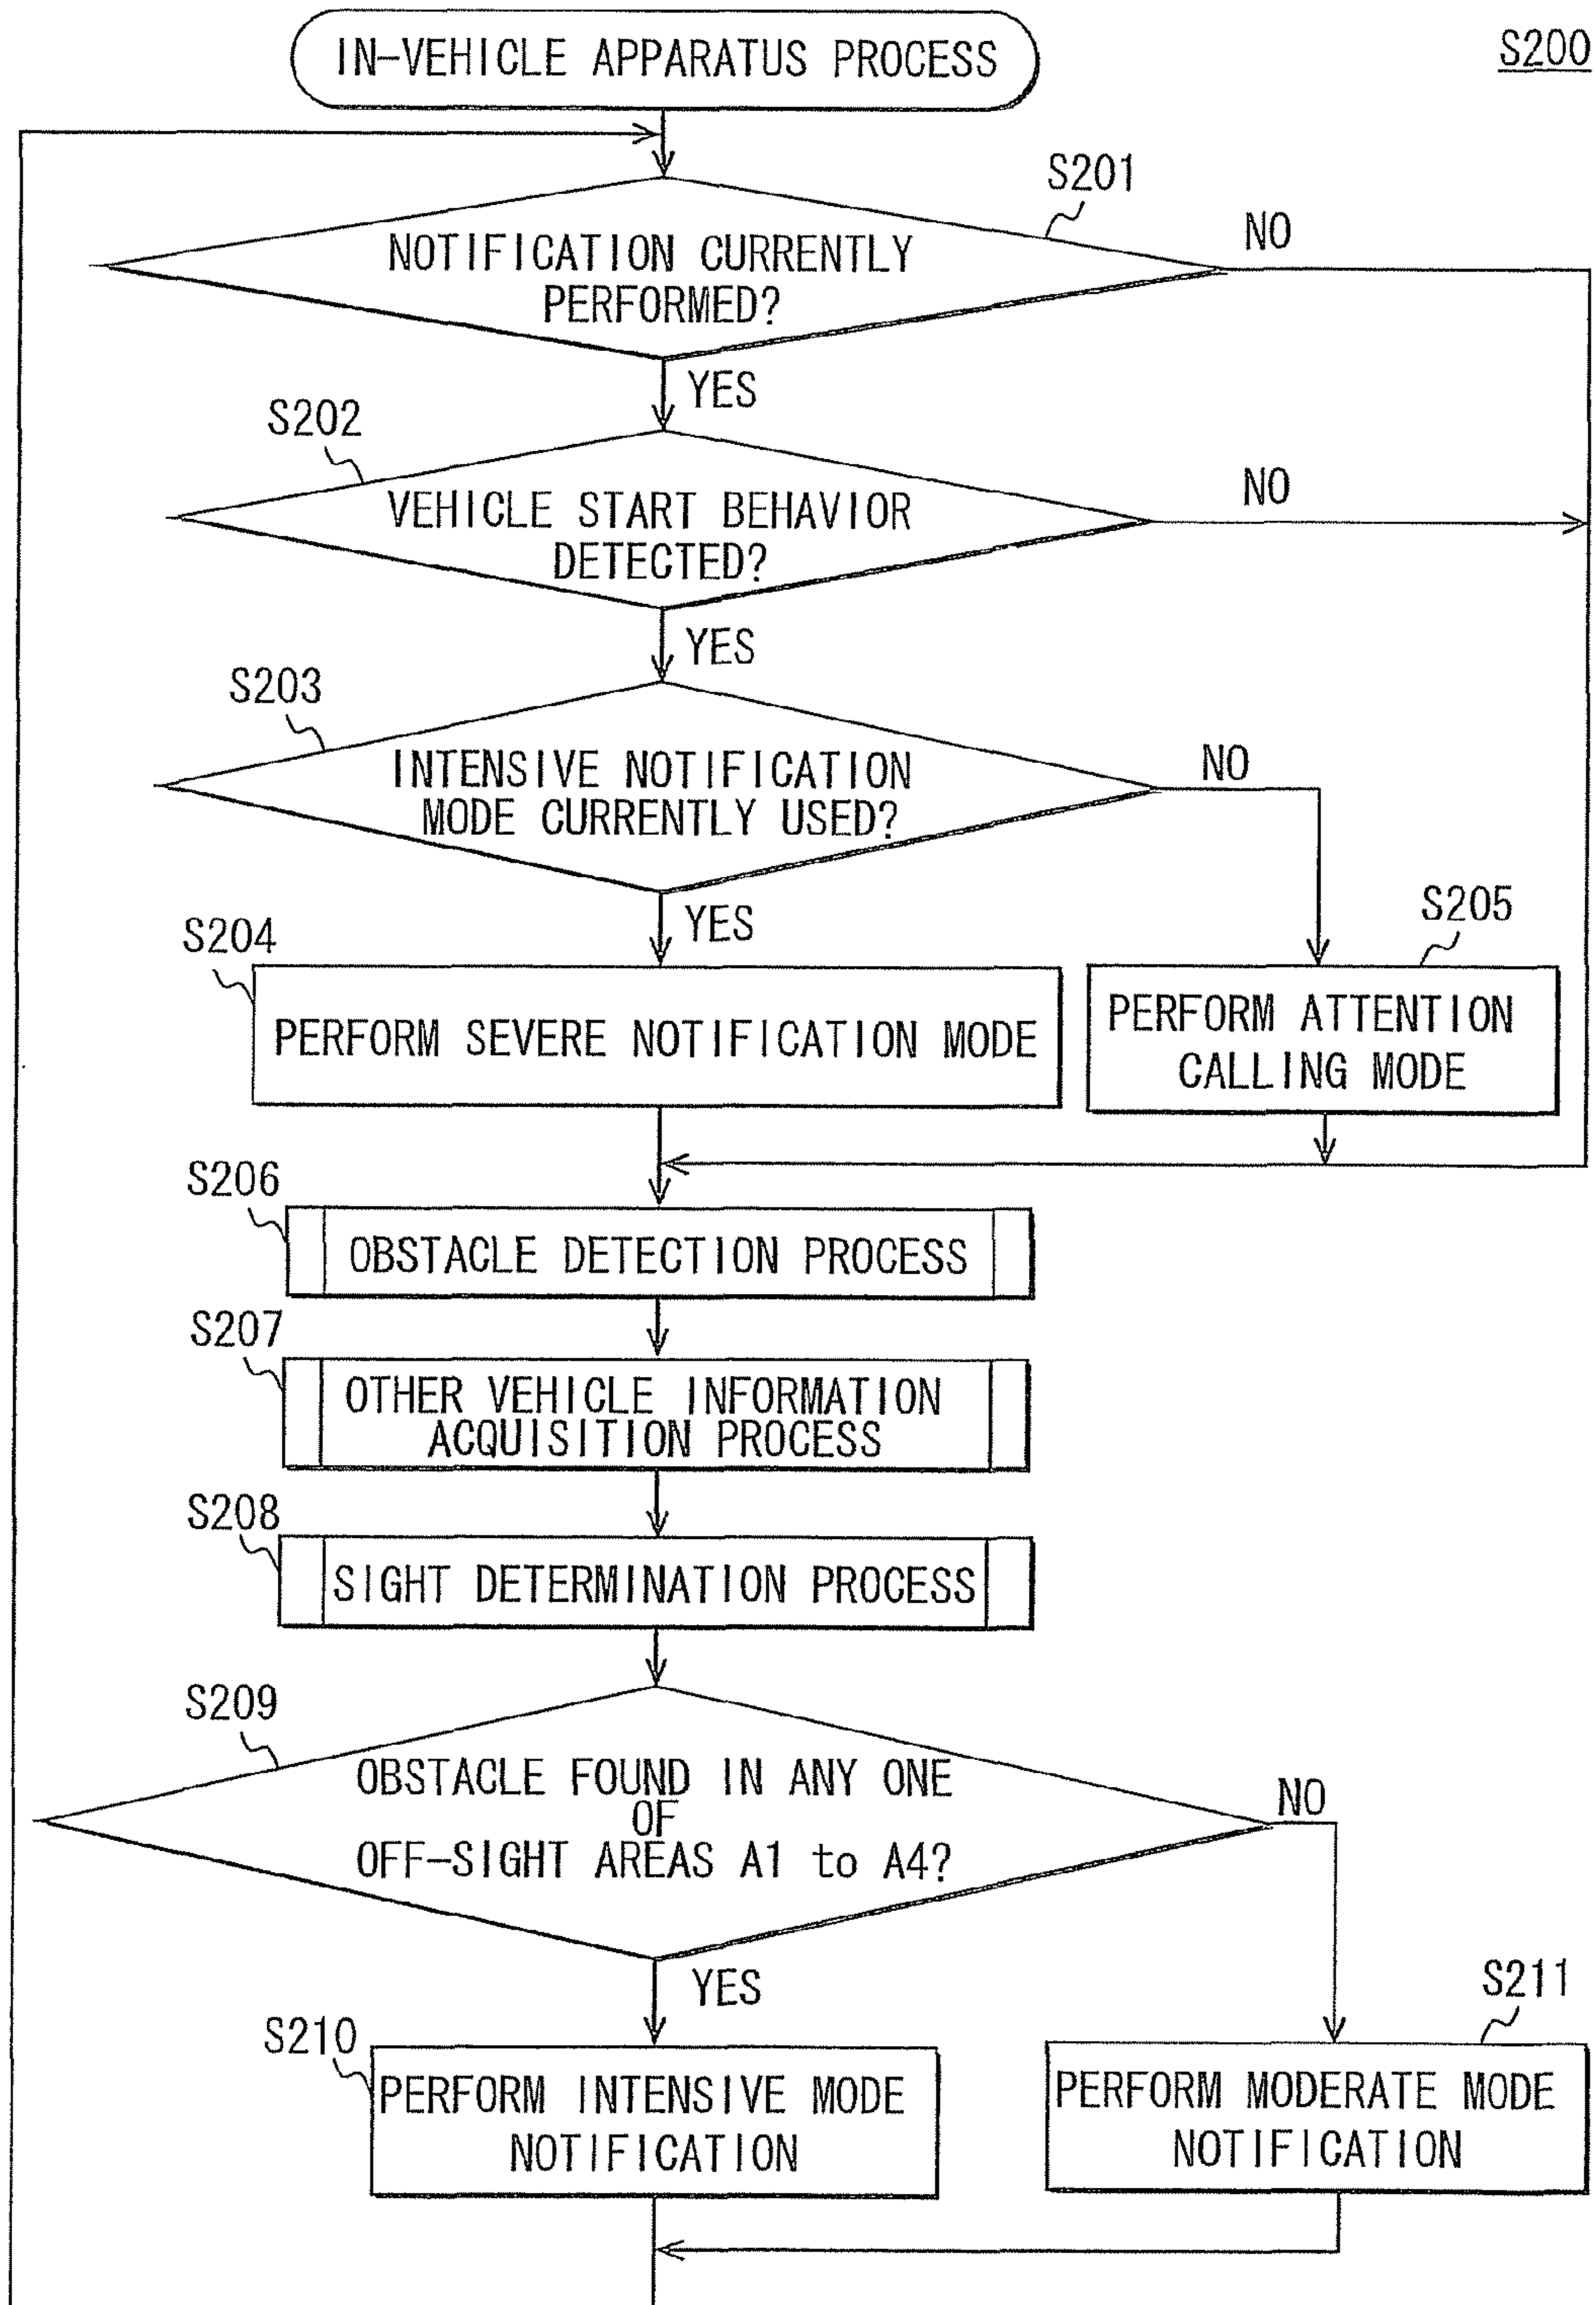 IN-VEHICLE APPARATUS PROCESS
S200
S201
NOTIFICATION CURRENTLY
PERFORMED?
NO
YES
S202
VEHICLE START BEHAVIOR
DETECTED?
NO
YES
S203
INTENSIVE NOTIFICATION
MODE CURRENTLY USED?
NO
YES
S204
PERFORM SEVERE NOTIFICATION MODE
S205
PERFORM ATTENTION
CALLING MODE
S206
OBSTACLE DETECTION PROCESS
S207
OTHER VEHICLE INFORMATION
ACQUISITION PROCESS
S208
SIGHT DETERMINATION PROCESS
S209
OBSTACLE FOUND IN ANY ONE
OF
OFF-SIGHT AREAS A1 to A4?
NO
YES
S210
PERFORM INTENSIVE MODE
NOTIFICATION
S211
PERFORM MODERATE MODE
NOTIFICATION